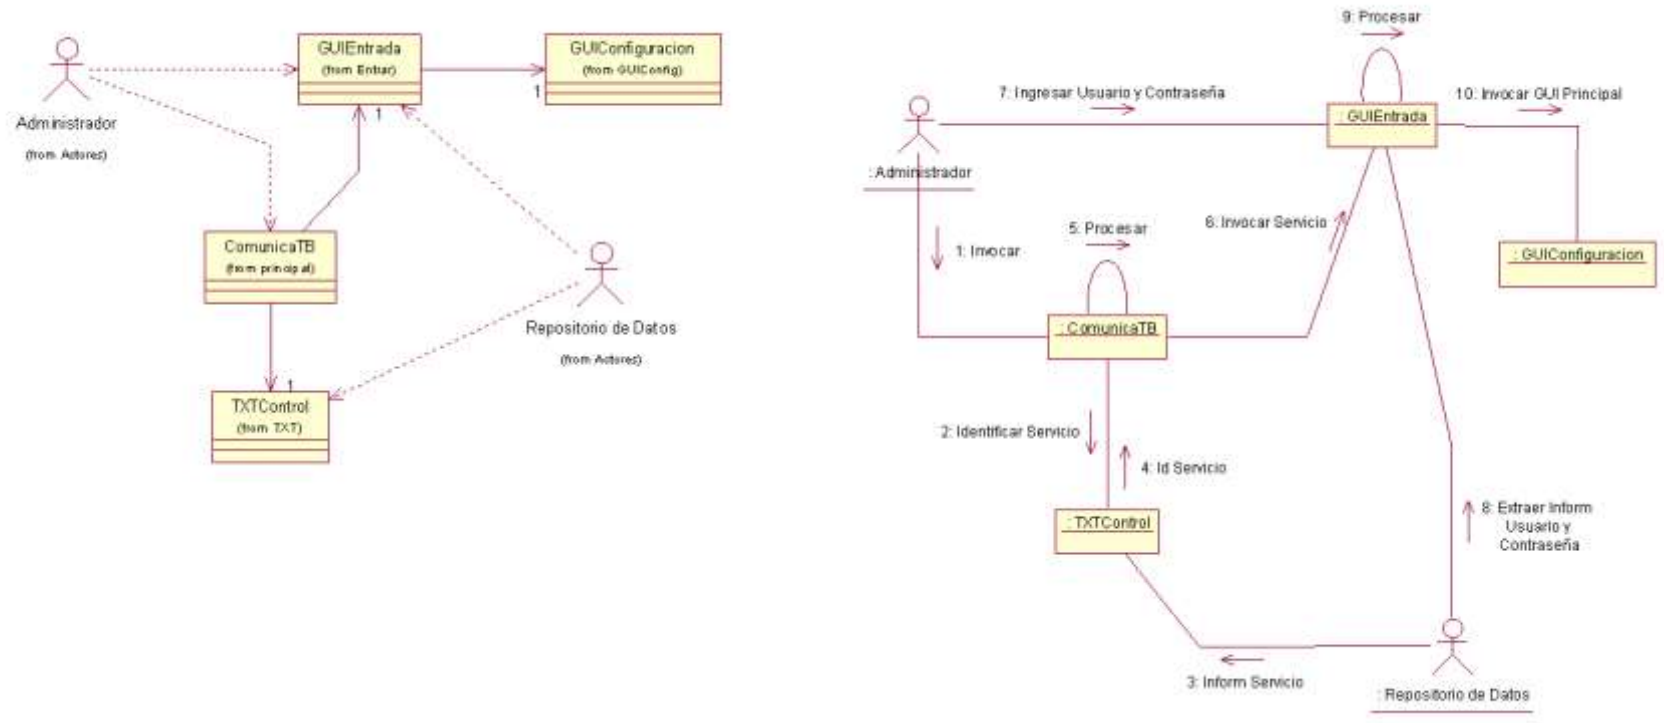 GUIEntrada
(from Entrar)
GUIConfiguracion
(from GUIConfig)
1
1
Administrador
(from Actores)
ComunicaTB
(from principal)
Repositorio de Datos
(from Actores)
1
TXTControl
(from TXT)
9: Procesar
7: Ingresar Usuario y Contraseña
10: Invocar GUI Principal
: GUIEntrada
: Administrador
6: Invocar Servicio
5: Procesar
1: Invocar
: GUIConfiguracion
: ComunicaTB
2: Identificar Servicio
4: Id Servicio
: TXTControl
8: Extraer Inform
Usuario y
Contraseña
3: Inform Servicio
: Repositorio de Datos